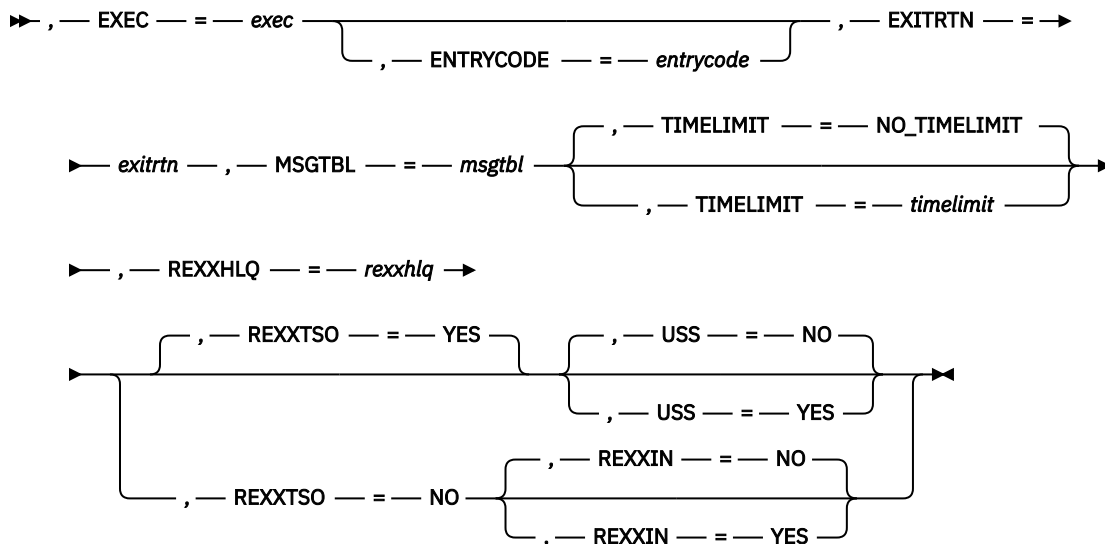 , EXEC = exec , EXITRTN =
, ENTRYCODE = entrycode
, TIMELIMIT = NO_TIMELIMIT
exitrtn , MSGTBL = msgtbl
, TIMELIMIT = timelimit
, REXXHLQ = rexxhlq
, REXXTSO = YES , USS = NO
, USS = YES
, REXXIN = NO
, REXXTSO = NO
, REXXIN = YES